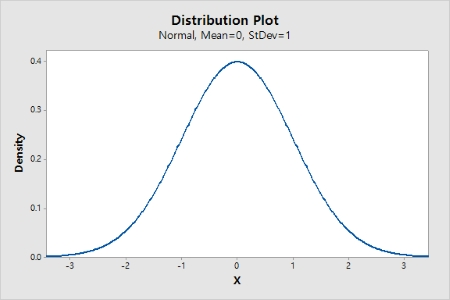 Distribution Plot
Normal, Mean=0, StDev=1
0.4
0.3
0.2
0.1
0.0
Density
-3 -2 -1 0 1 2 3
X